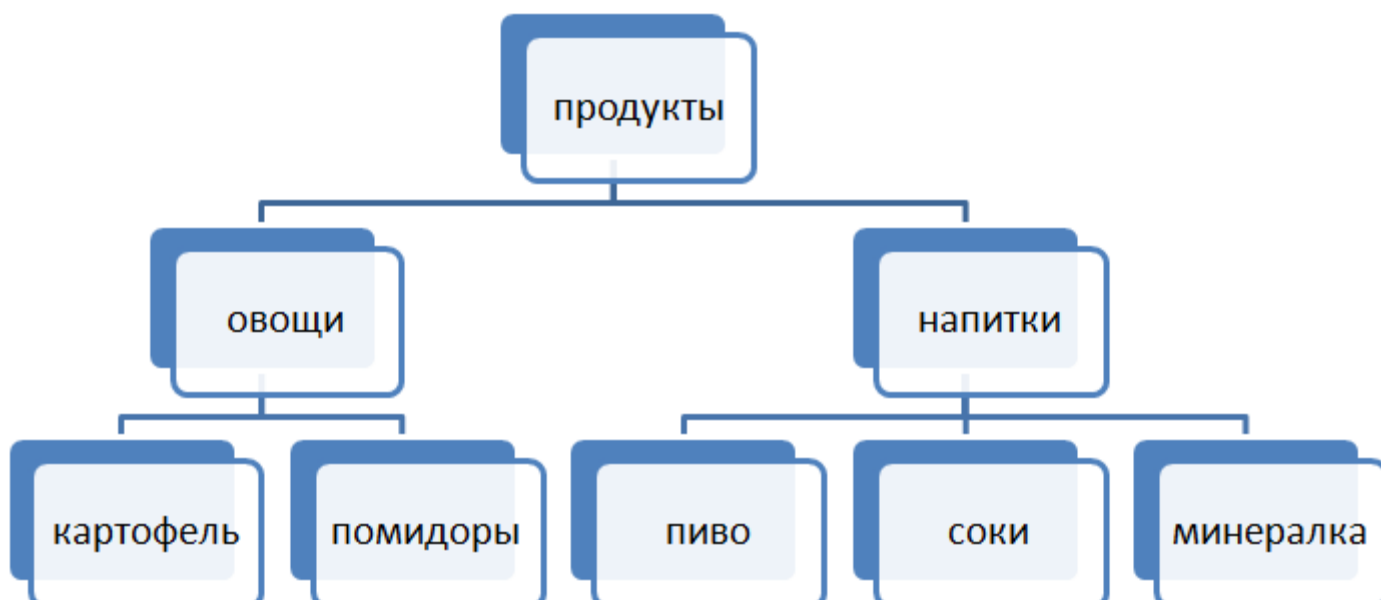 продукты
овощи
напитки
картофель
помидоры
пиво
соки
минералка